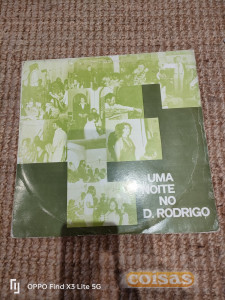 UMA
NOITE
NO
D. RODRIGO
OPPO Find X3 Lite 5G
coisas